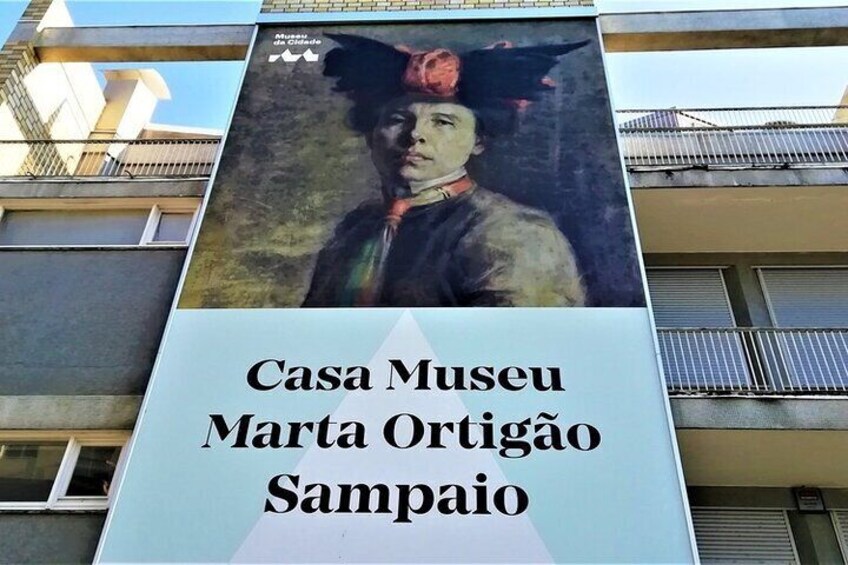 Museu
da Cidade
Casa Museu
Marta Ortigão
Sampaio